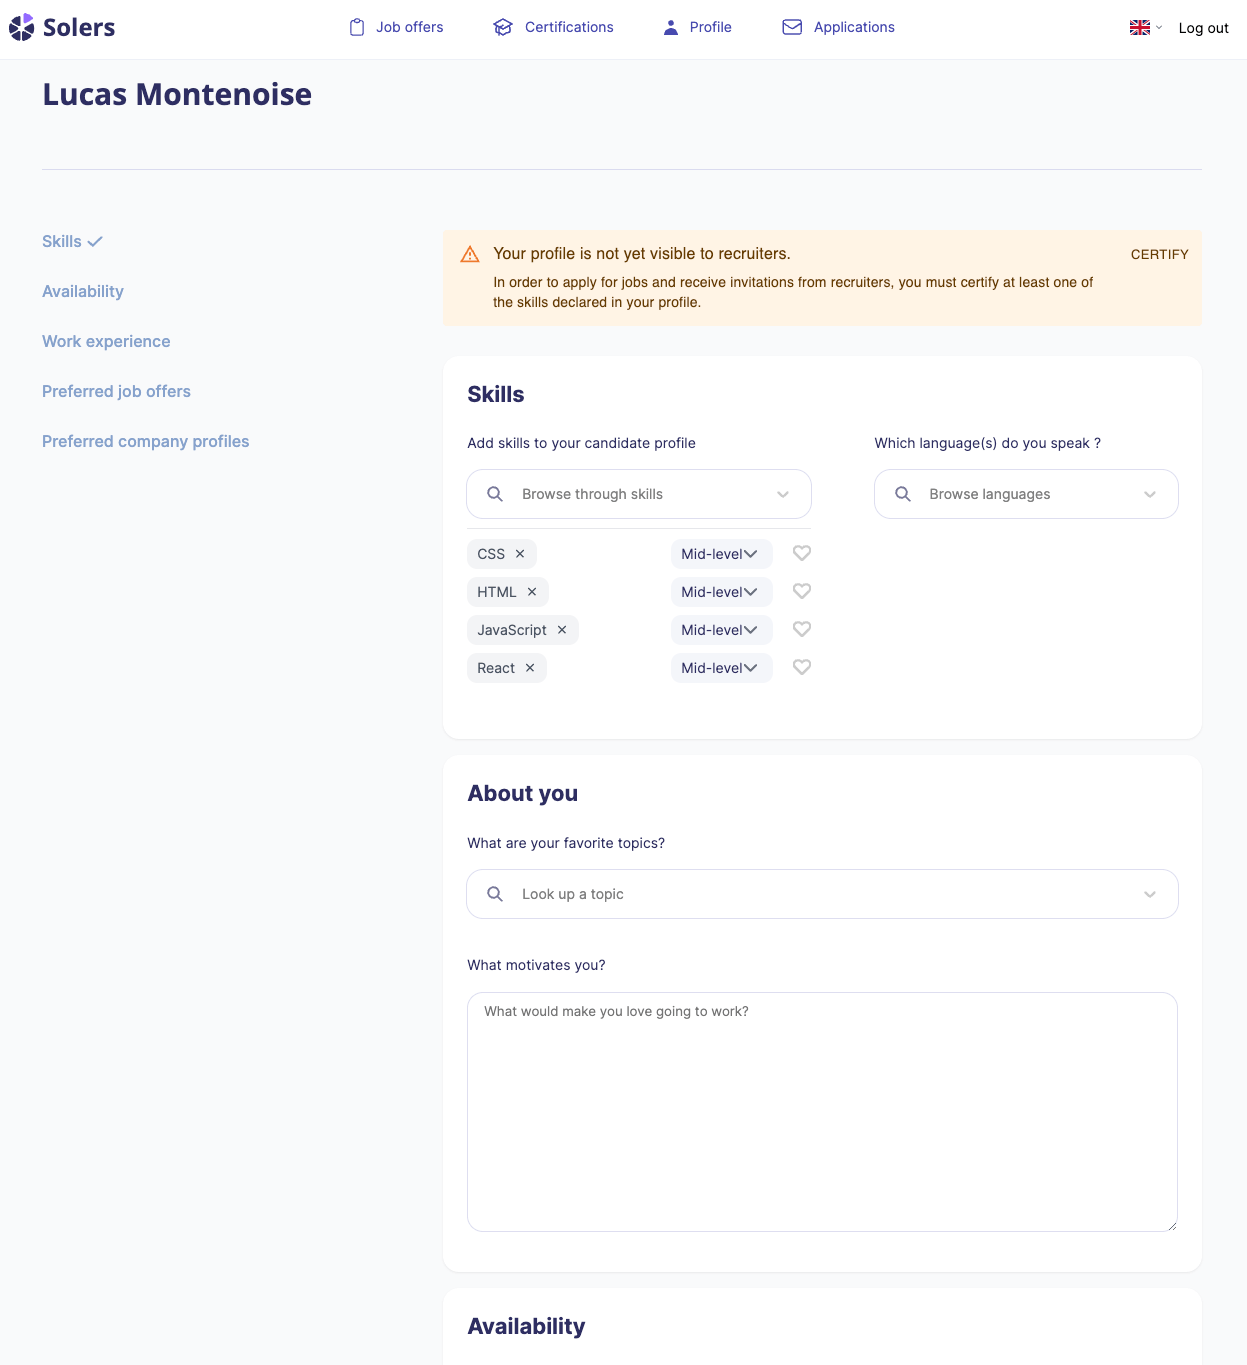 Solers
Job offers
Certifications
Profile
Applications
Log out
Lucas Montenoise
Skills
Availability
Work experience
Preferred job offers
Preferred company profiles
Your profile is not yet visible to recruiters.
CERTIFY
In order to apply for jobs and receive invitations from recruiters, you must certify at least one of
the skills declared in your profile.
Skills
Add skills to your candidate profile
Which language(s) do you speak ?
Browse through skills
Browse languages
CSS
Mid-level
HTML
Mid-level
JavaScript
Mid-level
React
Mid-level
About you
What are your favorite topics?
Look up a topic
What motivates you?
What would make you love going to work?
Availability